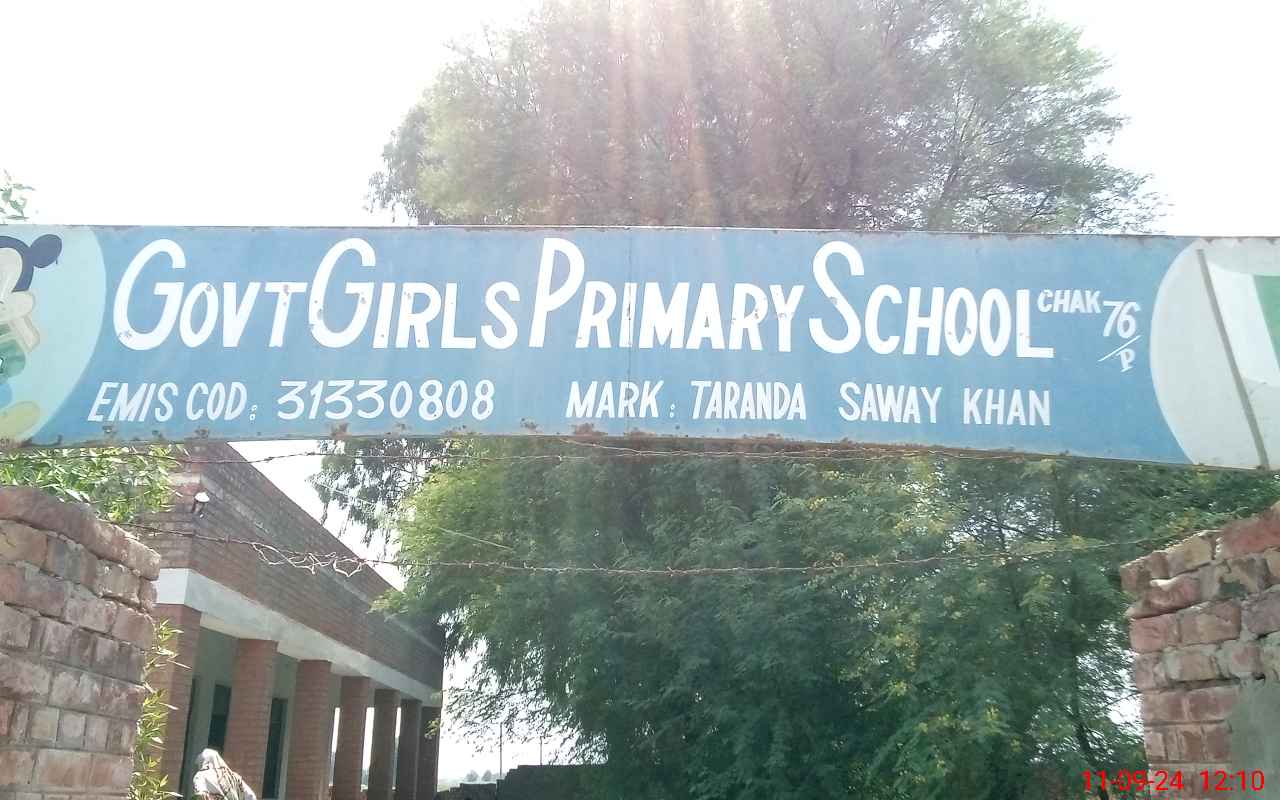 GOVT GIRLS PRIMARY SCHOOL CHAK 76/P
EMIS COD: 31330808 MARK: TARANDA SAWAY KHAN
11-09-24 12:10